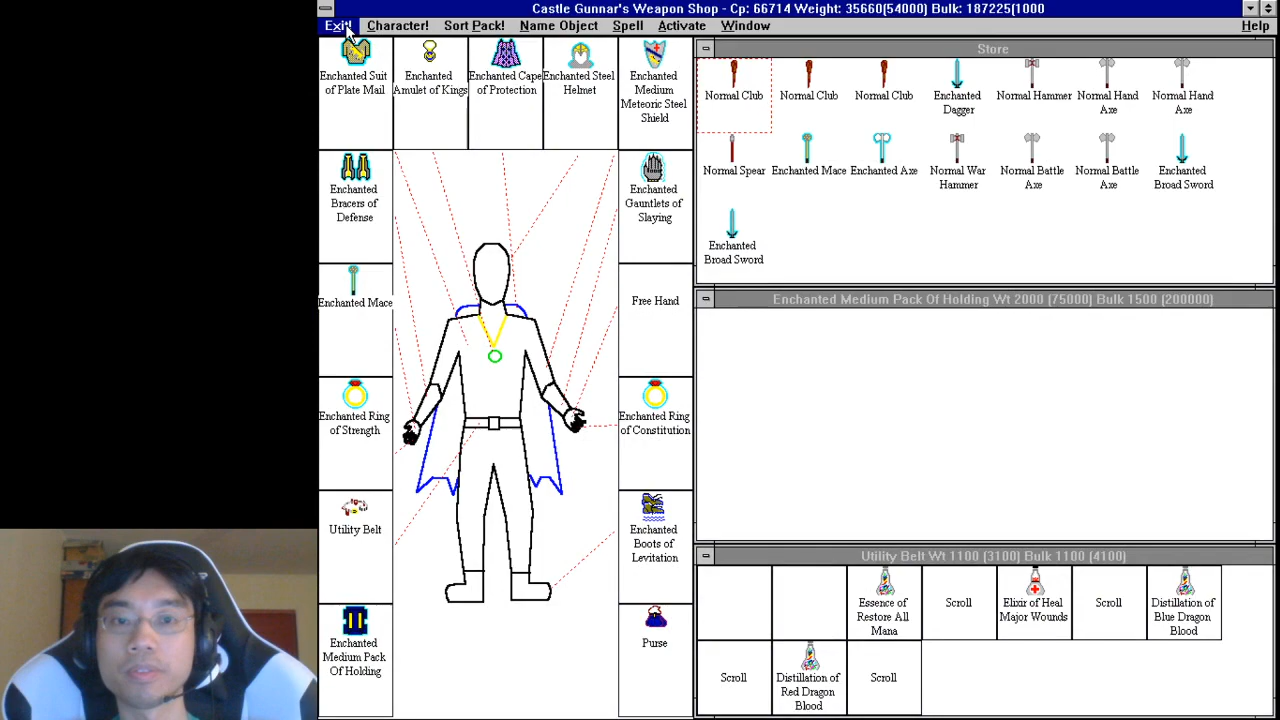 Castle Gunnar's Weapon Shop - Cp: 66714 Weight: 35660(54000) Bulk: 187225(1000
Exit! Character! Sort Pack! Name Object Spell Activate Window Help
Enchanted Suit
of Plate Mail
Enchanted
Amulet of Kings
Enchanted Cape
of Protection
Enchanted Steel
Helmet
Enchanted
Medium
Meteoric Steel
Shield
Enchanted
Bracers of
Defense
Enchanted
Gauntlets of
Slaying
Enchanted Mace
Free Hand
Enchanted Ring
of Strength
Enchanted Ring
of Constitution
Utility Belt
Enchanted
Boots of
Levitation
Enchanted
Medium Pack
Of Holding
Purse
Store
Normal Club
Normal Club
Normal Club
Enchanted
Dagger
Normal Hammer
Normal Hand
Axe
Normal Hand
Axe
Normal Spear
Enchanted Mace
Enchanted Axe
Normal War
Hammer
Normal Battle
Axe
Normal Battle
Axe
Enchanted
Broad Sword
Enchanted
Broad Sword
Enchanted Medium Pack Of Holding Wt 2000 (75000) Bulk 1500 (200000)
Utility Belt Wt 1100 (3100) Bulk 1100 (4100)
Essence of
Restore All
Mana
Scroll
Elixir of Heal
Major Wounds
Scroll
Distillation of
Blue Dragon
Blood
Scroll
Distillation of
Red Dragon
Blood
Scroll